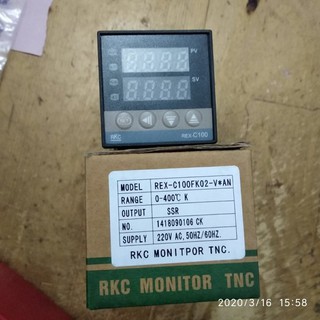 PV
SV
SET
RKC
REX-C100
MODEL REX-C100FK02-V*AN
RANGE 0-400℃ K
OUTPUT SSR
NO. 1418090106 CK
SUPPLY 220V AC, 50HZ/60HZ.
RKC MONITPOR TNC.
RKC MONITOR TNC
2020/3/16 15:58